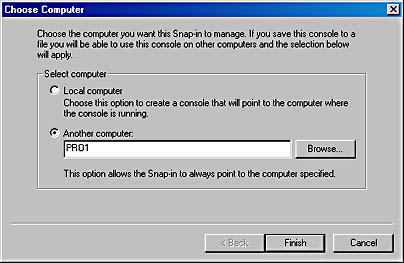 Choose Computer
Choose the computer you want this Snap-in to manage. If you save this console to a
file you will be able to use this console on other computers and the selection below
will apply.
Select computer
Local computer
Choose this option to create a console that will point to the computer where
the console is running.
Another computer:
PRO1
Browse...
This option allows the Snap-in to always point to the computer specified.
< Back
Finish
Cancel